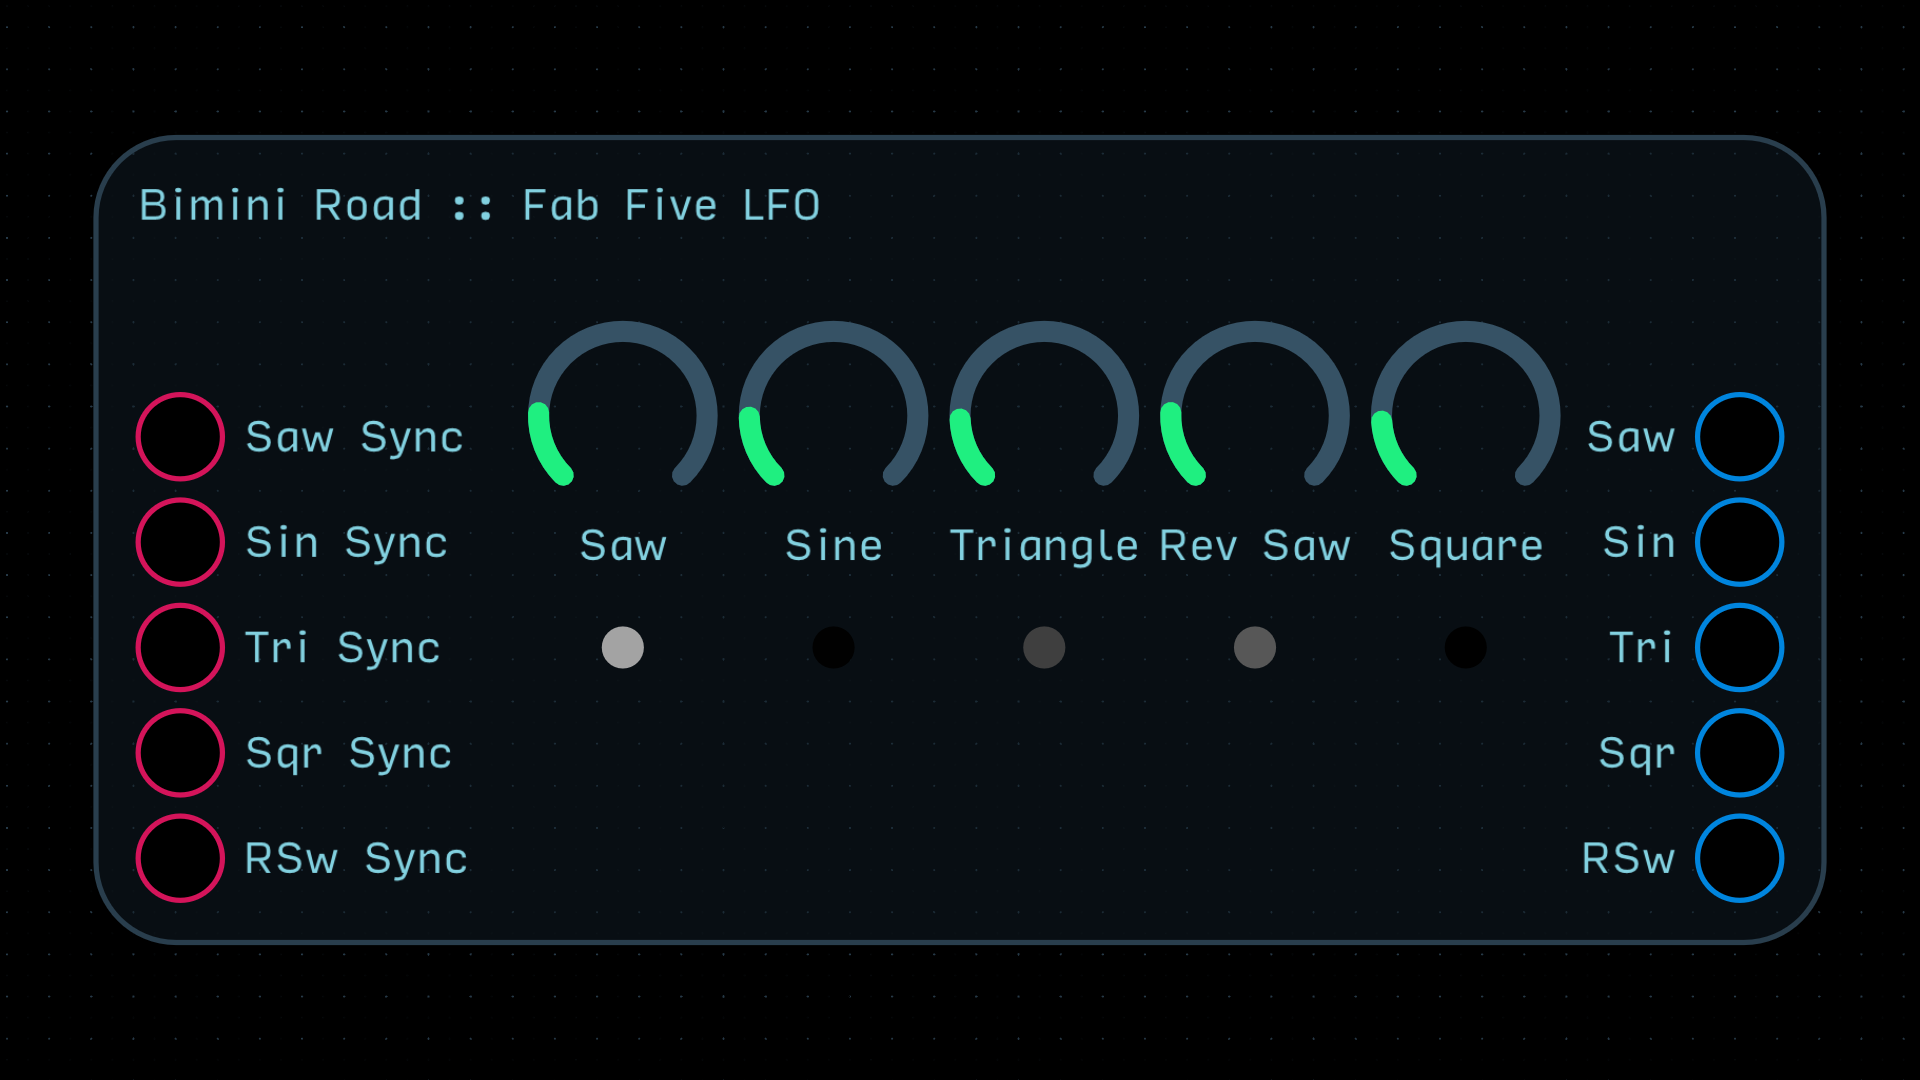 Bimini Road :: Fab Five LFO
Saw Sync
Sin Sync
Tri Sync
Sqr Sync
RSw Sync
Saw
Sine
Triangle
Rev Saw
Square
Saw
Sin
Tri
Sqr
RSw